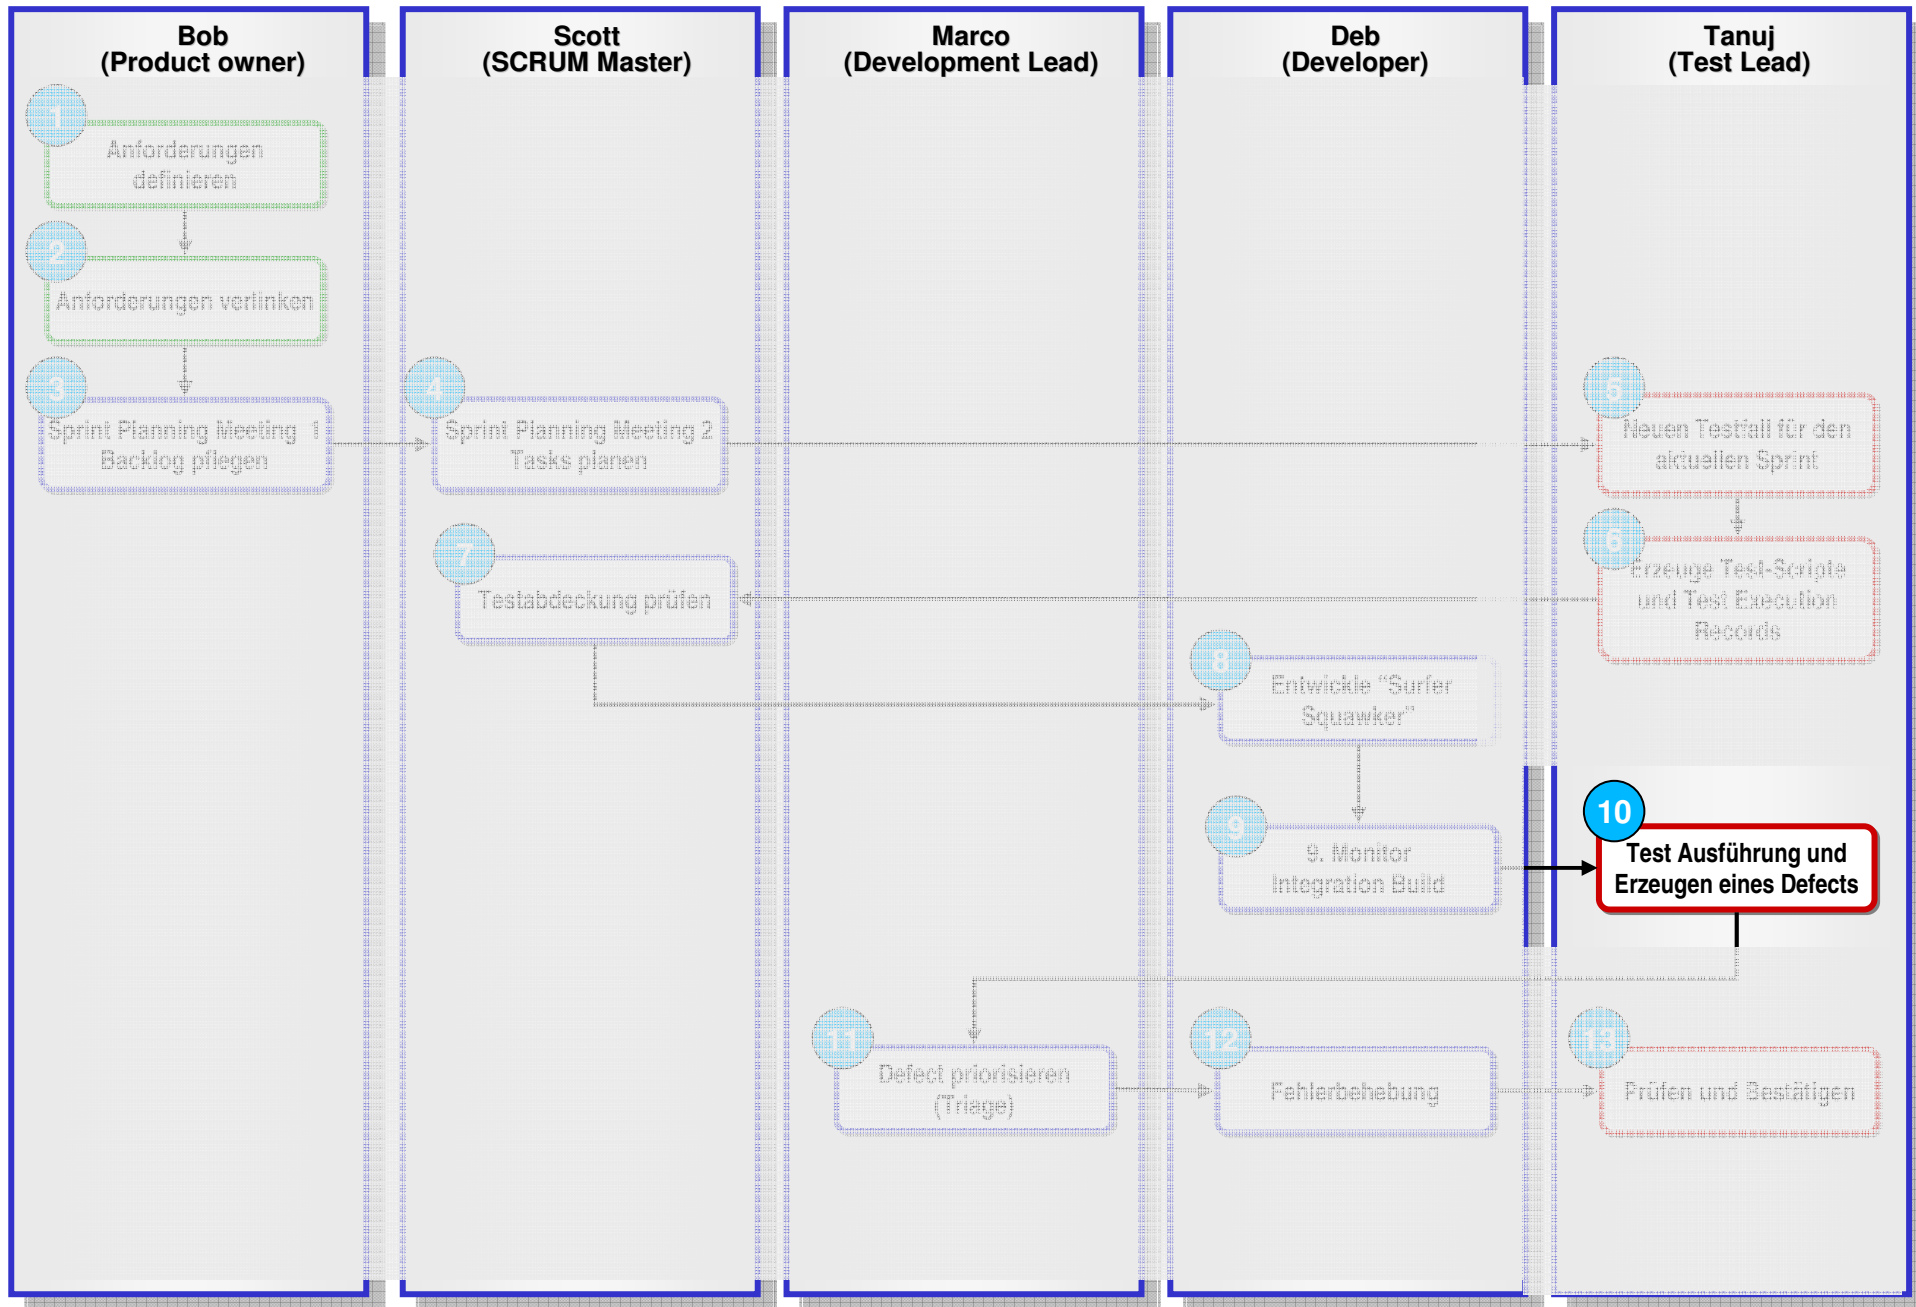 Bob
(Product owner)
Scott
(SCRUM Master)
Marco
(Development Lead)
Deb
(Developer)
Tanuj
(Test Lead)
1
Anforderungen
definieren
2
Anforderungen verlinken
3
Sprint Planning Meeting 1
Backlog pflegen
4
Sprint Planning Meeting 2
Tasks planen
5
Neuen Testfall für den
aktuellen Sprint
6
Erzeuge Test-Scripte
und Test Execution
Records
7
Testabdeckung prüfen
8
Entwickle “Surfer
Squawker”
9
9. Monitor
Integration Build
10
Test Ausführung und
Erzeugen eines Defects
11
Defect priorisieren
(Triage)
12
Fehlerbehebung
13
Prüfen und Bestätigen